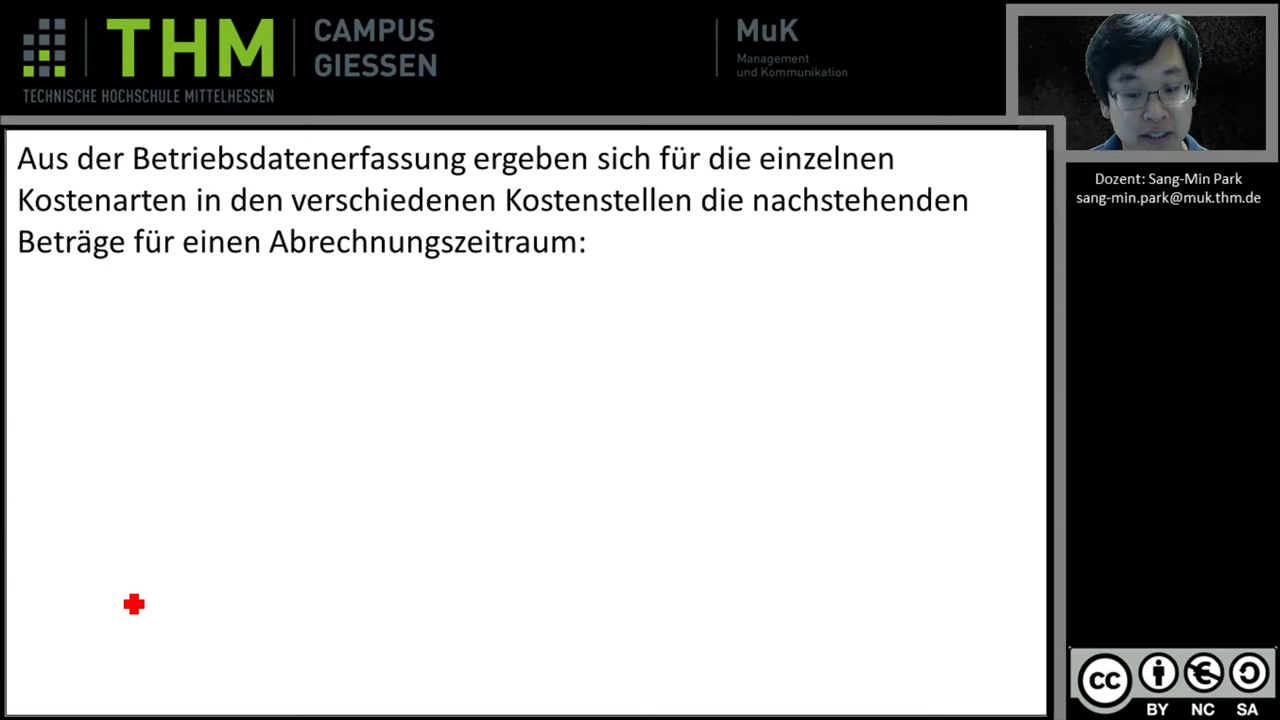 THM
CAMPUS
GIESSEN
TECHNISCHE HOCHSCHULE MITTELHESSEN
MuK
Management
und Kommunikation
Aus der Betriebsdatenerfassung ergeben sich für die einzelnen
Kostenarten in den verschiedenen Kostenstellen die nachstehenden
Beträge für einen Abrechnungszeitraum:
Dozent: Sang-Min Park
sang-min.park@muk.thm.de
cc
BY NC SA